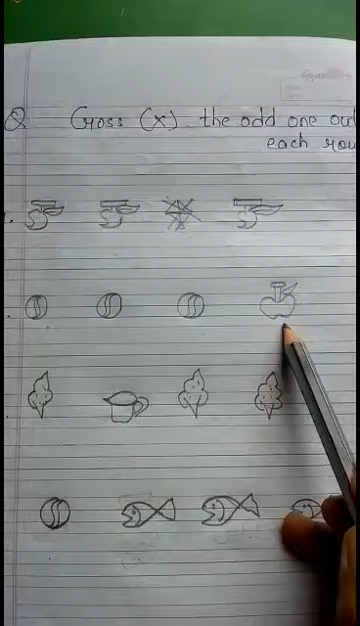 Q Cross (x) the odd one out
each row